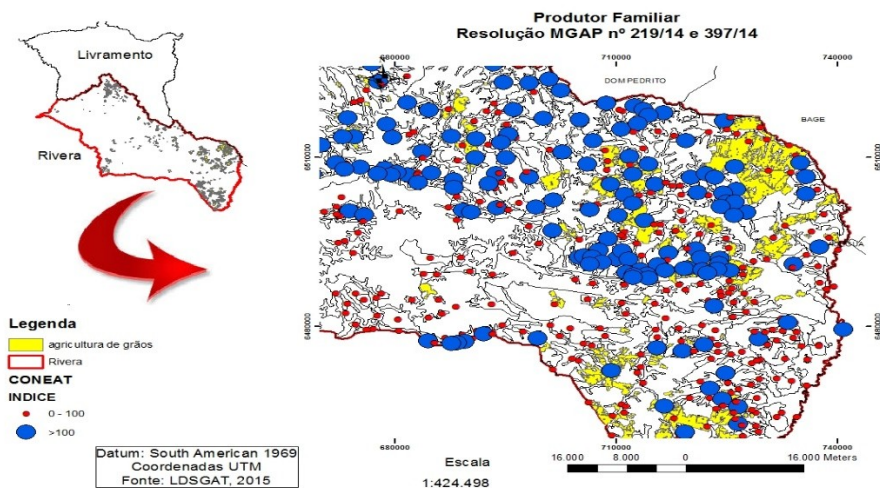 Produtor Familiar
Resolução MGAP nº 219/14 e 397/14
Livramento
Rivera
680000
710000
740000
DOM PEDRITO
BAGE
6510000
6510000
6480000
6480000
Legenda
agricultura de grãos
Rivera
CONEAT
INDICE
0 - 100
>100
680000
710000
740000
Datum: South American 1969
Coordenadas UTM
Fonte: LDSGAT, 2015
Escala
1:424.498
16.000 8.000 0 16.000 Meters